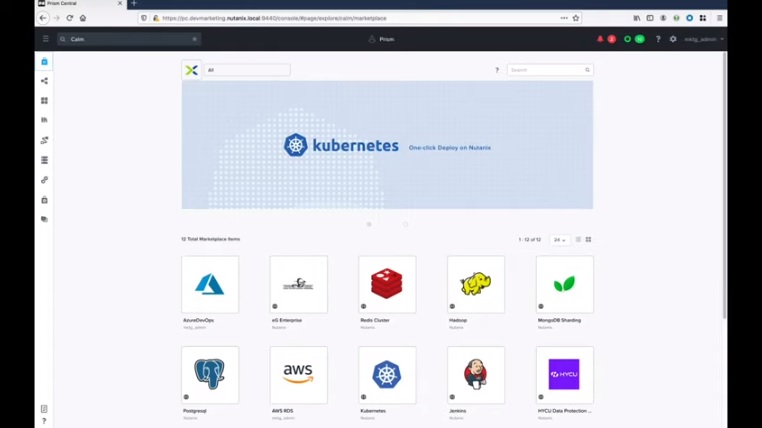 Prism Central
https://pc.devmarketing.nutanix.local:9440/console/#page/explore/calm/marketplace
Calm
Prism
?
mktg_admin
All
?
Search
kubernetes
One-click Deploy on Nutanix
12 Total Marketplace Items
1 - 12 of 12
24
AzureDevOps
mktg_admin
eG Enterprise
Nutanix
Redis Cluster
Nutanix
Hadoop
Nutanix
MongoDB Sharding
Nutanix
aws
HYCU
Postgresql
Nutanix
AWS RDS
Nutanix
Kubernetes
Nutanix
Jenkins
Nutanix
HYCU Data Protection ...
Nutanix
?